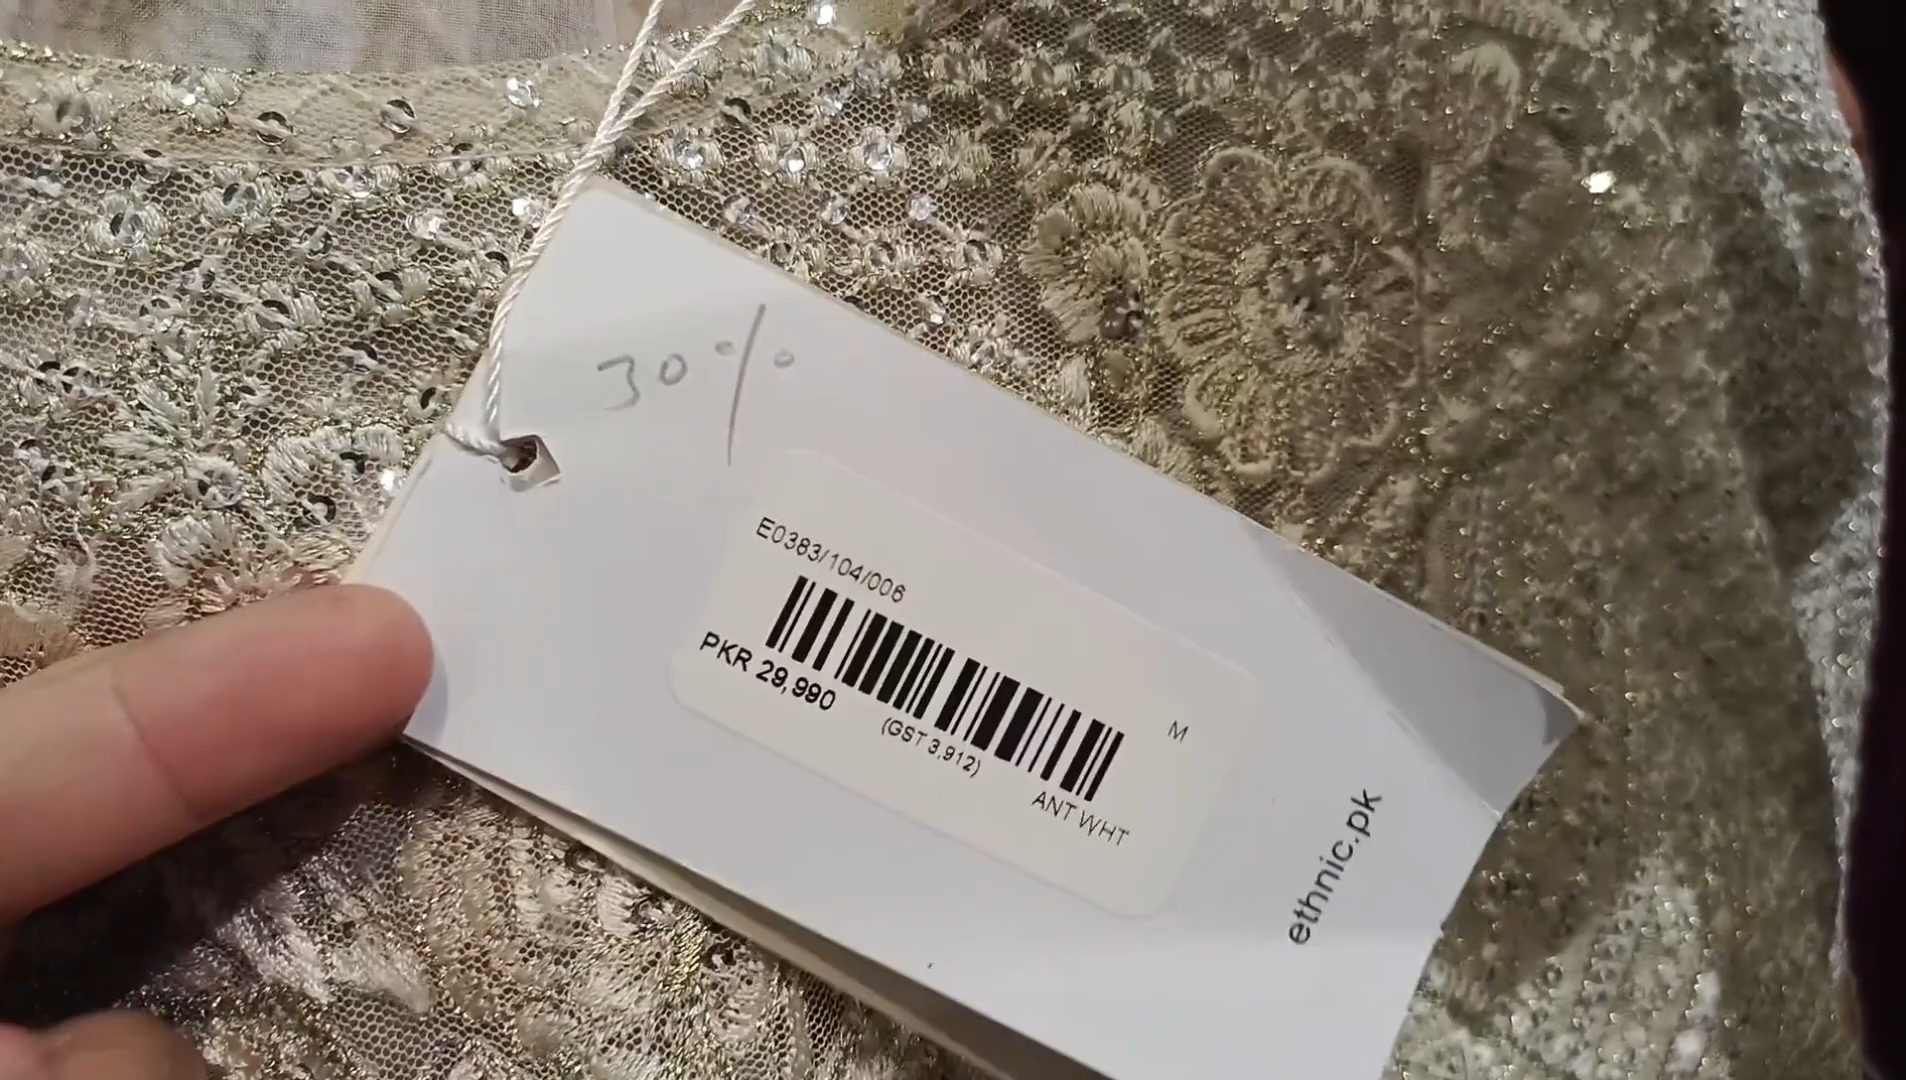 30%
E0383/104/006
PKR 29,990
(GST 3,912)
M
ANT WHT
ethnic.pk